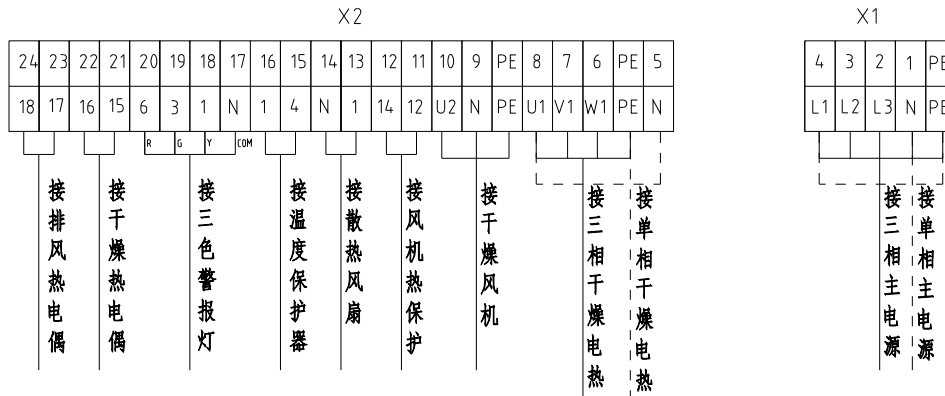 X2
X1
24 23 22 21 20 19 18 17 16 15 14 13 12 11 10 9 PE 8 7 6 PE 5
4 3 2 1 PE
18 17 16 15 6 3 1 N 1 4 N 1 14 12 U2 N PE U1 V1 W1 PE N
L1 L2 L3 N PE
R G Y COM
接排风热电偶
接干燥热电偶
接三色警报灯
接温度保护器
接散热风扇
接风机热保护
接干燥风机
接三相干燥电热
接单相干燥电热
接三相主电源
接单相主电源